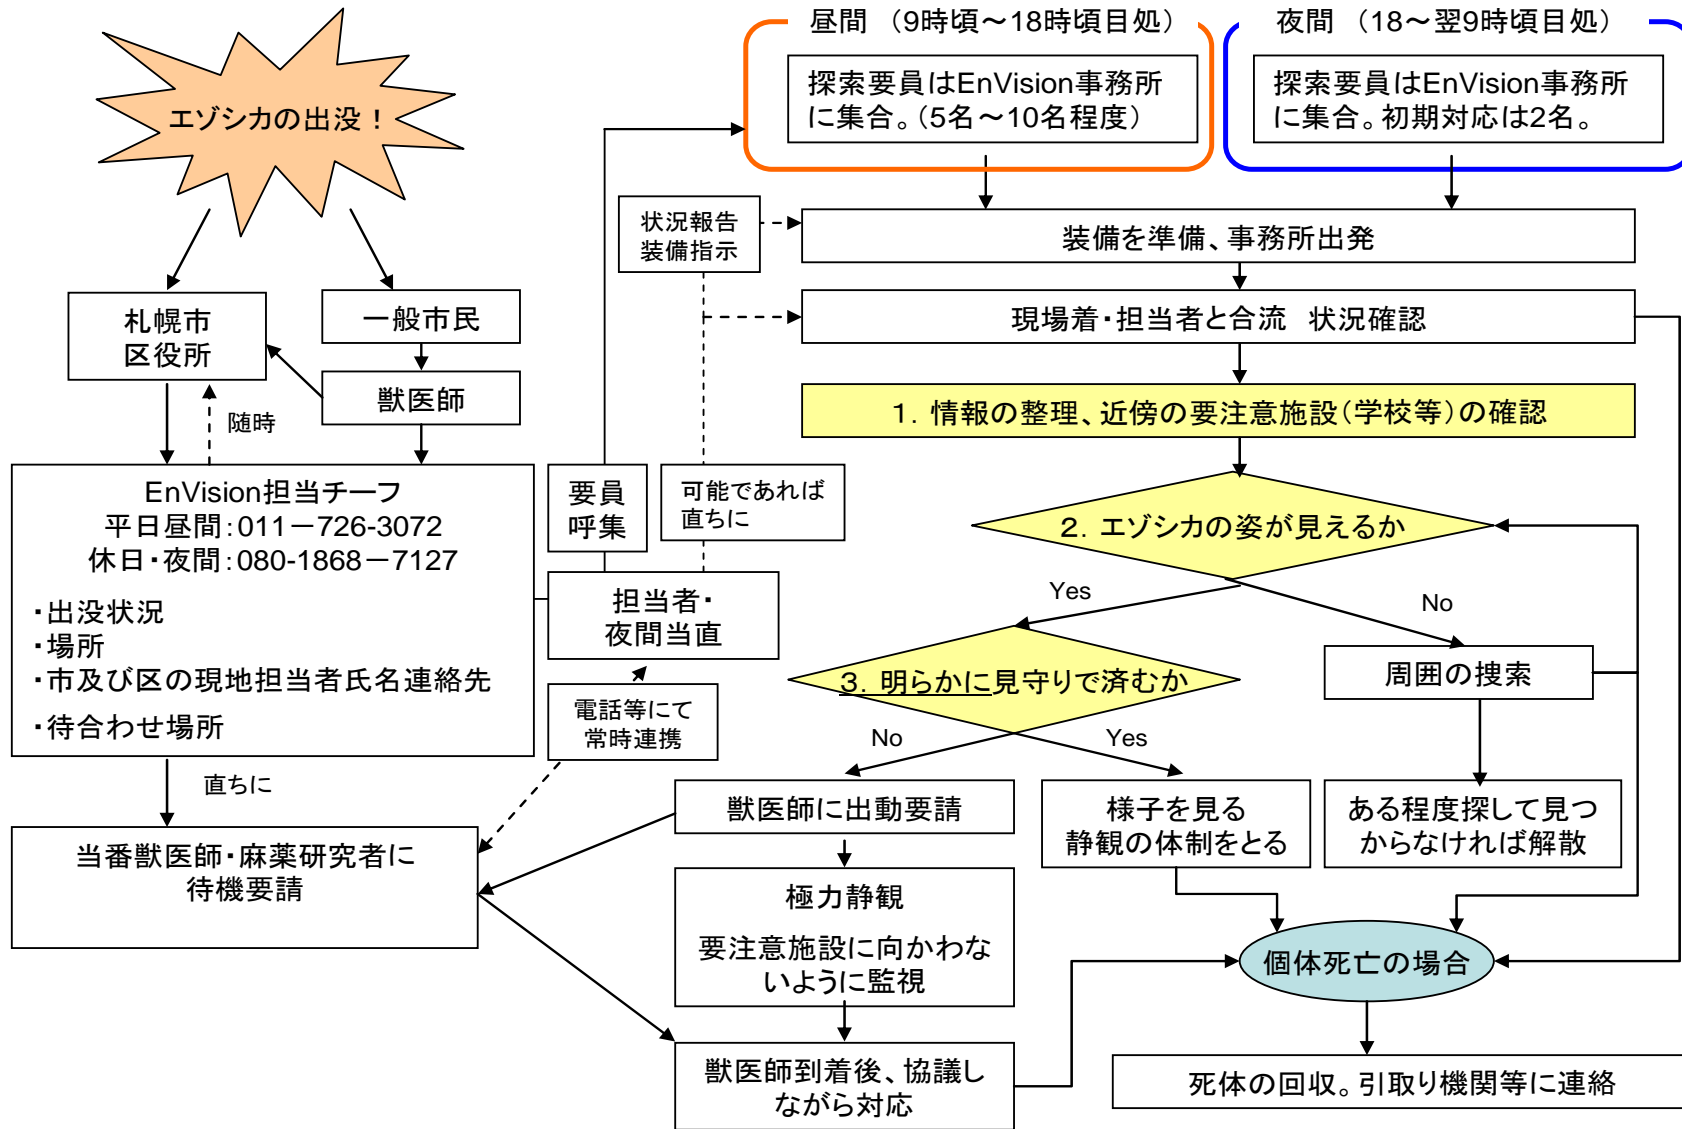 エゾシカの出没！
札幌市
区役所
一般市民
獣医師
随時
EnVision担当チーフ
平日昼間：011－726-3072
休日・夜間：080-1868－7127
・出没状況
・場所
・市及び区の現地担当者氏名連絡先
・待合わせ場所
直ちに
当番獣医師・麻薬研究者に
待機要請
要員
呼集
担当者・
夜間当直
電話等にて
常時連携
状況報告
装備指示
可能であれば
直ちに
昼間 （9時頃～18時頃目処）
探索要員はEnVision事務所
に集合。（5名～10名程度）
夜間 （18～翌9時頃目処）
探索要員はEnVision事務所
に集合。初期対応は2名。
装備を準備、事務所出発
現場着・担当者と合流 状況確認
１．情報の整理、近傍の要注意施設（学校等）の確認
２．エゾシカの姿が見えるか
Yes
No
３．明らかに見守りで済むか
周囲の捜索
No
Yes
獣医師に出動要請
様子を見る
静観の体制をとる
ある程度探して見つ
からなければ解散
極力静観
要注意施設に向かわな
いように監視
個体死亡の場合
獣医師到着後、協議し
ながら対応
死体の回収。引取り機関等に連絡